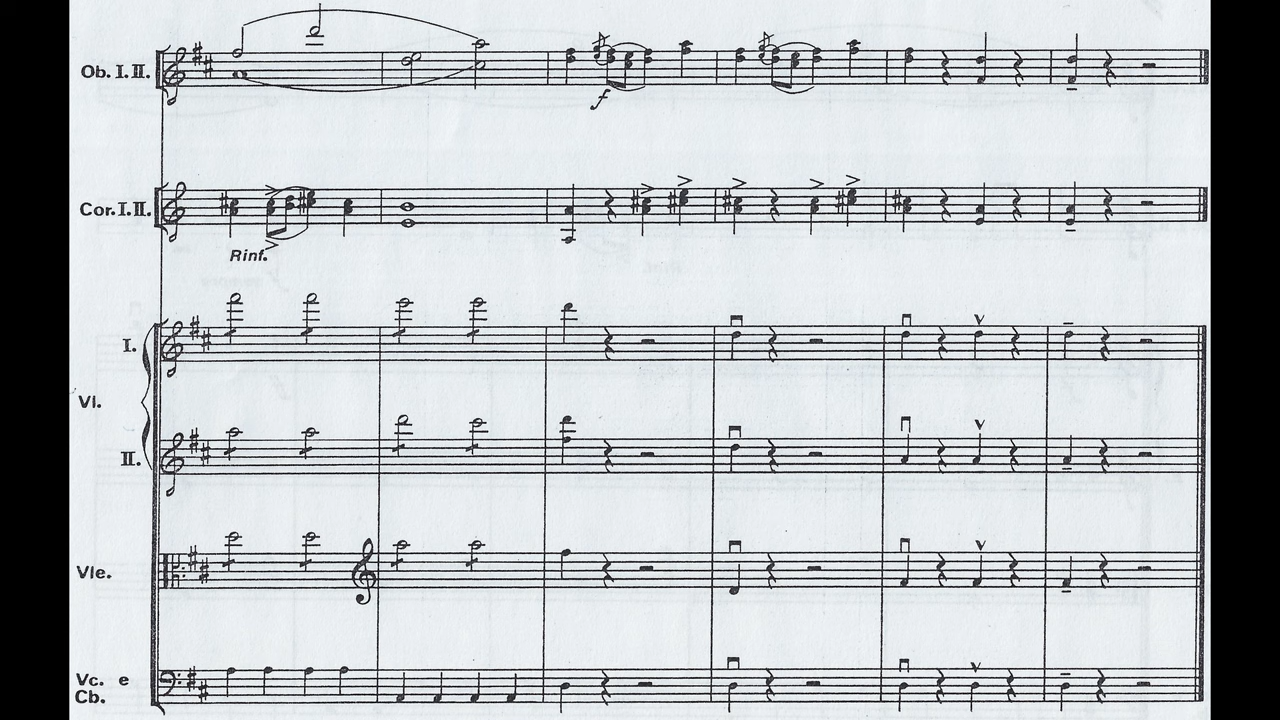 Ob. I. II.
f
Cor. I. II.
Rinf.
I.
Vl.
II.
Vle.
Vc. e
Cb.